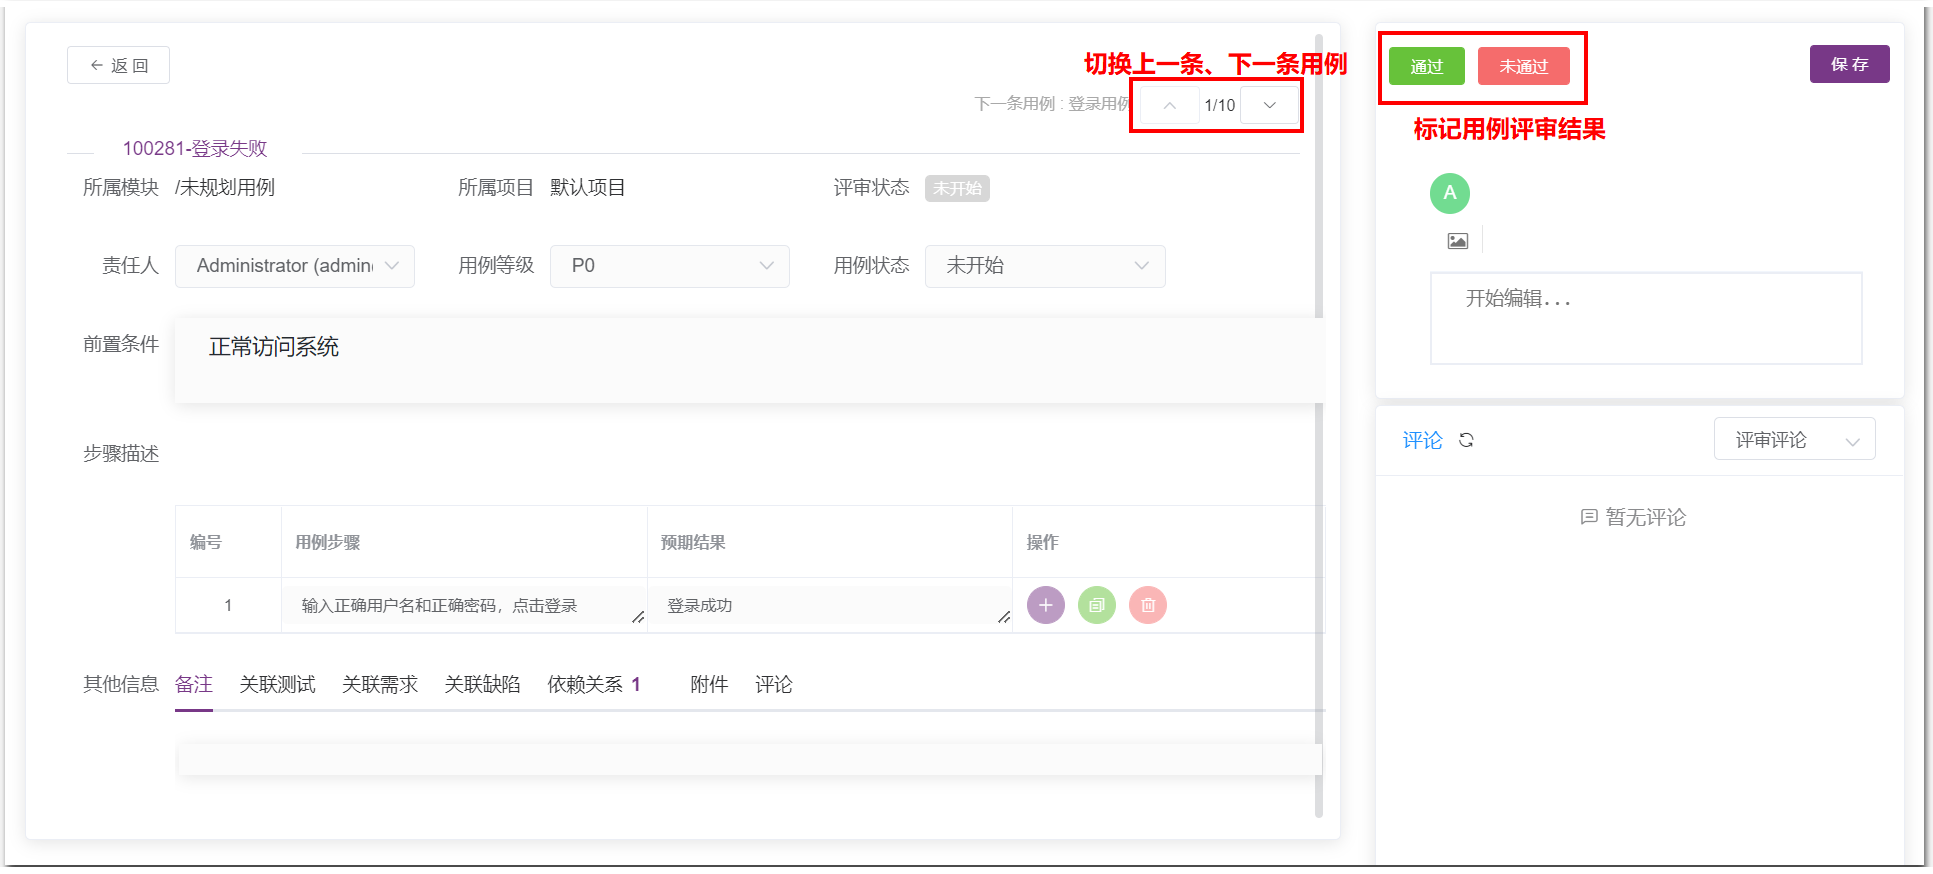 返回
切换上一条、下一条用例
下一条用例 : 登录用例
1/10
100281-登录失败
所属模块 /未规划用例 所属项目 默认项目 评审状态 未开始
责任人 Administrator (admin 用例等级 P0 用例状态 未开始
前置条件 正常访问系统
步骤描述
编号 用例步骤 预期结果 操作
1 输入正确用户名和正确密码，点击登录 登录成功
其他信息 备注 关联测试 关联需求 关联缺陷 依赖关系 1 附件 评论
通过 未通过 保存
标记用例评审结果
A
开始编辑...
评论 评审评论
暂无评论